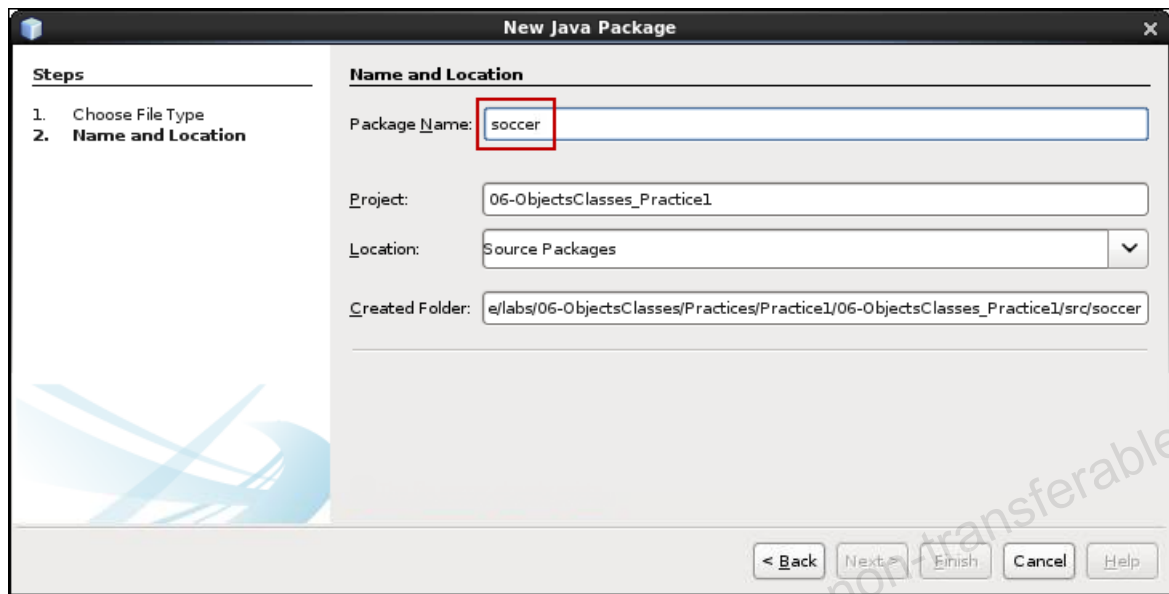 New Java Package
Steps
1. Choose File Type
2. Name and Location
Name and Location
Package Name: soccer
Project: 06-ObjectsClasses_Practice1
Location: Source Packages
Created Folder: e/labs/06-ObjectsClasses/Practices/Practice1/06-ObjectsClasses_Practice1/src/soccer
< Back Next > Finish Cancel Help
non-transferable